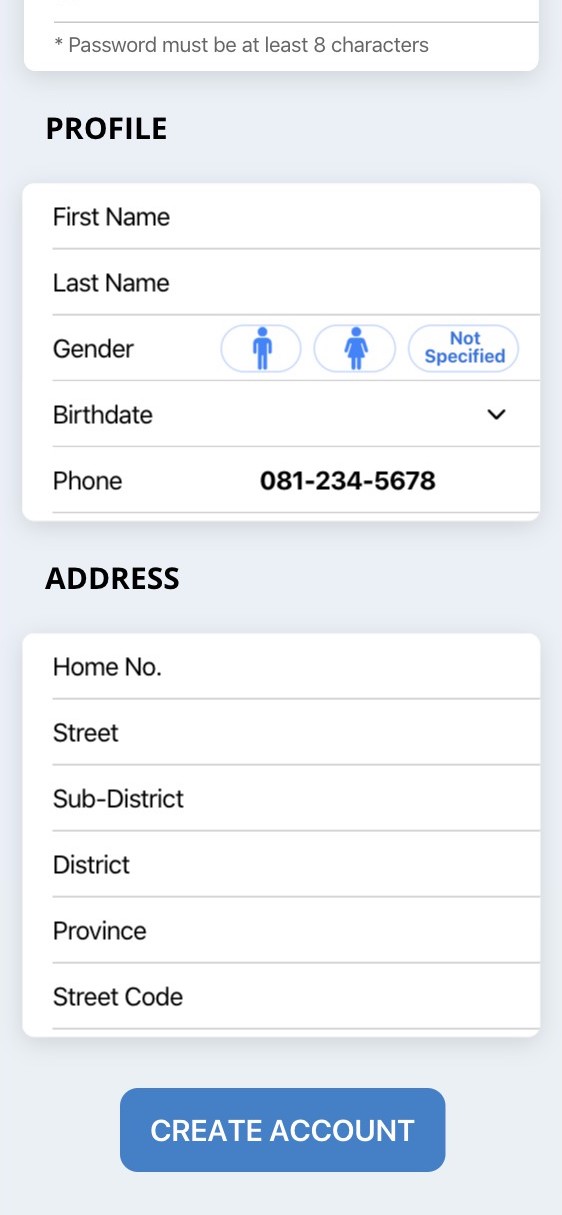 * Password must be at least 8 characters
PROFILE
First Name
Last Name
Gender
Not
Specified
Birthdate
Phone 081-234-5678
ADDRESS
Home No.
Street
Sub-District
District
Province
Street Code
CREATE ACCOUNT